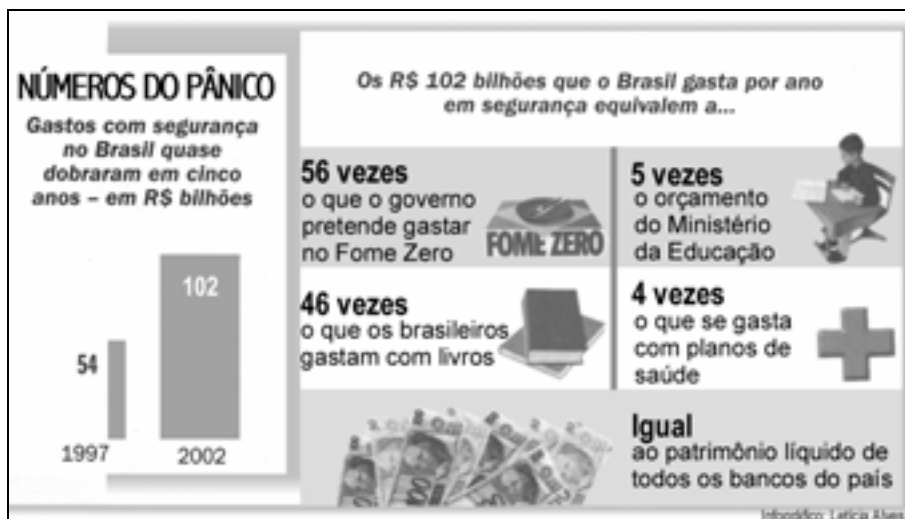 NÚMEROS DO PÂNICO
Gastos com segurança
no Brasil quase
dobraram em cinco
anos – em R$ bilhões
54
102
1997
2002
Os R$ 102 bilhões que o Brasil gasta por ano
em segurança equivalem a...
56 vezes
o que o governo
pretende gastar
no Fome Zero
FOME ZERO
5 vezes
o orçamento
do Ministério
da Educação
46 vezes
o que os brasileiros
gastam com livros
4 vezes
o que se gasta
com planos de
saúde
Igual
ao patrimônio líquido de
todos os bancos do país
Infográfico: Letícia Alves